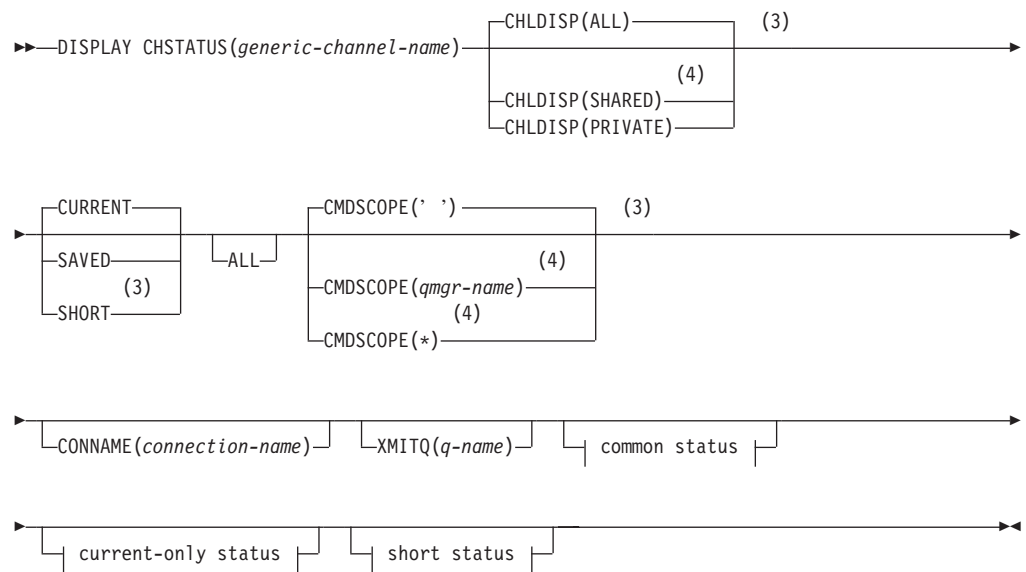 CHLDISP(ALL) (3)
DISPLAY CHSTATUS(generic-channel-name)
(4)
CHLDISP(SHARED)
CHLDISP(PRIVATE)
CURRENT CMDSCOPE(' ') (3)
SAVED ALL (4)
(3) CMDSCOPE(qmgr-name)
SHORT (4)
CMDSCOPE(*)
CONNAME(connection-name) XMITQ(q-name) common status
current-only status short status